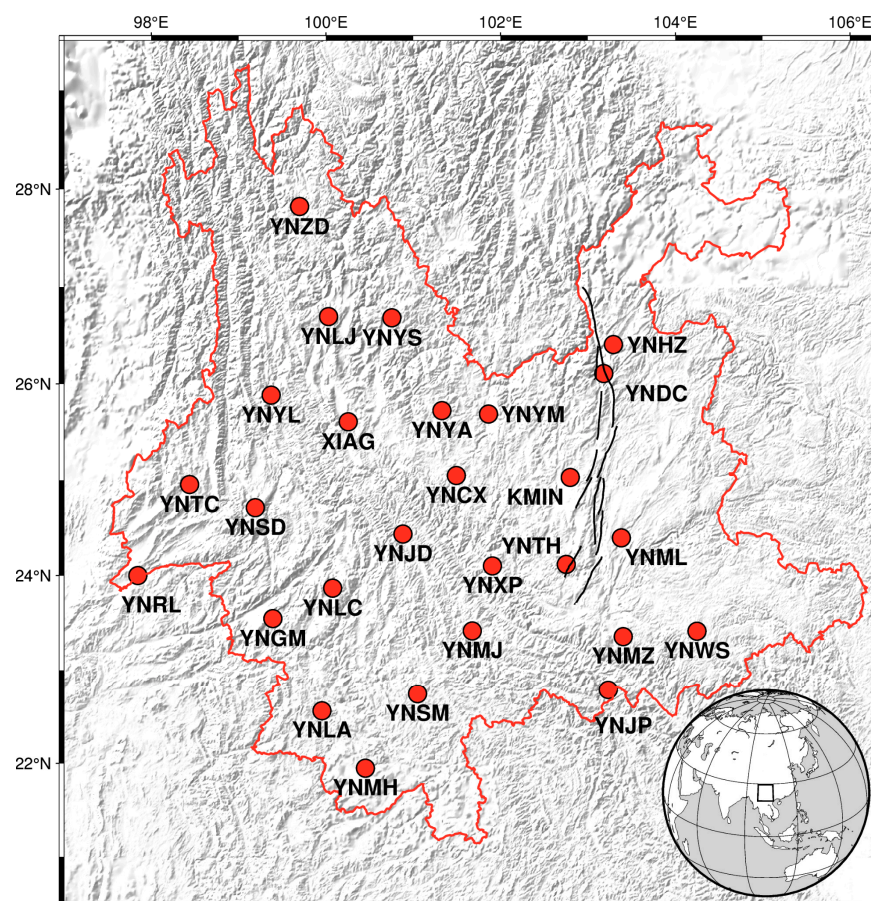 98°E 100°E 102°E 104°E 106°E
28°N
YNZD
YNLJ YNYS
YNHZ
26°N
YNDC
YNYL
XIAG
YNYA
YNYM
YNTC
YNCX
KMIN
YNSD
YNJD
YNTH
YNML
24°N
YNXP
YNRL
YNLC
YNGM
YNMJ
YNMZ
YNWS
YNSM
YNJP
YNLA
22°N
YNMH